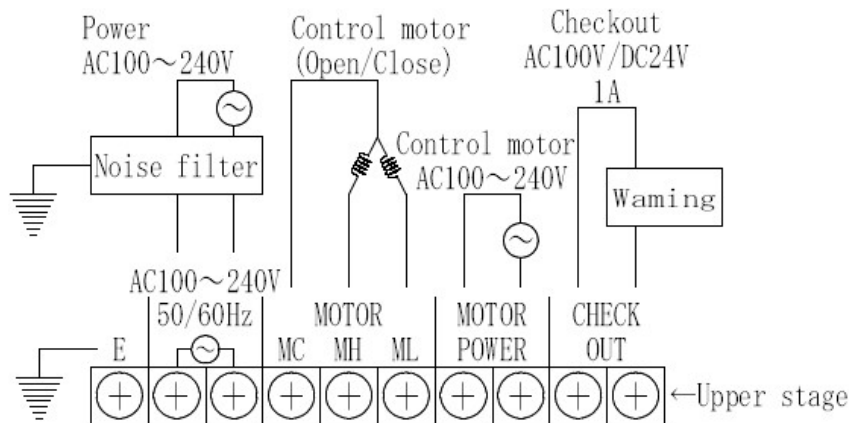 Power
AC100～240V
Control motor
(Open/Close)
Checkout
AC100V/DC24V
1A
Noise filter
Control motor
AC100～240V
Waming
AC100～240V
50/60Hz
MOTOR
MOTOR
POWER
CHECK
OUT
E
MC MH ML
←Upper stage